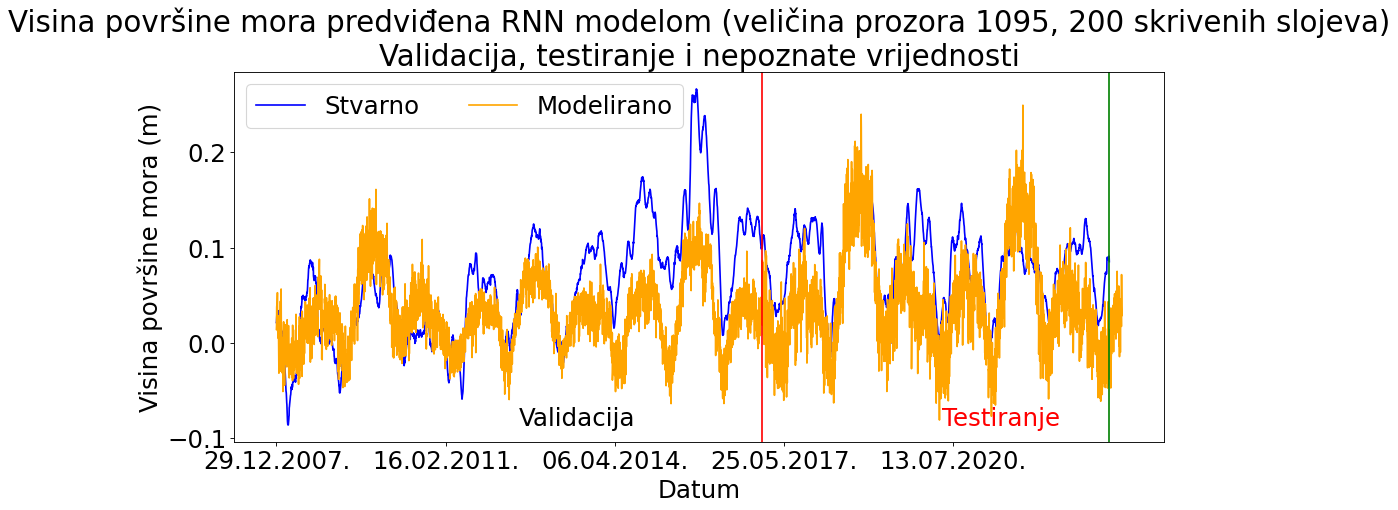 Visina površine mora predviđena RNN modelom (veličina prozora 1095, 200 skrivenih slojeva)
Validacija, testiranje i nepoznate vrijednosti
Stvarno Modelirano
Visina površine mora (m)
0.2
0.1
0.0
−0.1
Validacija Testiranje
29.12.2007. 16.02.2011. 06.04.2014. 25.05.2017. 13.07.2020.
Datum